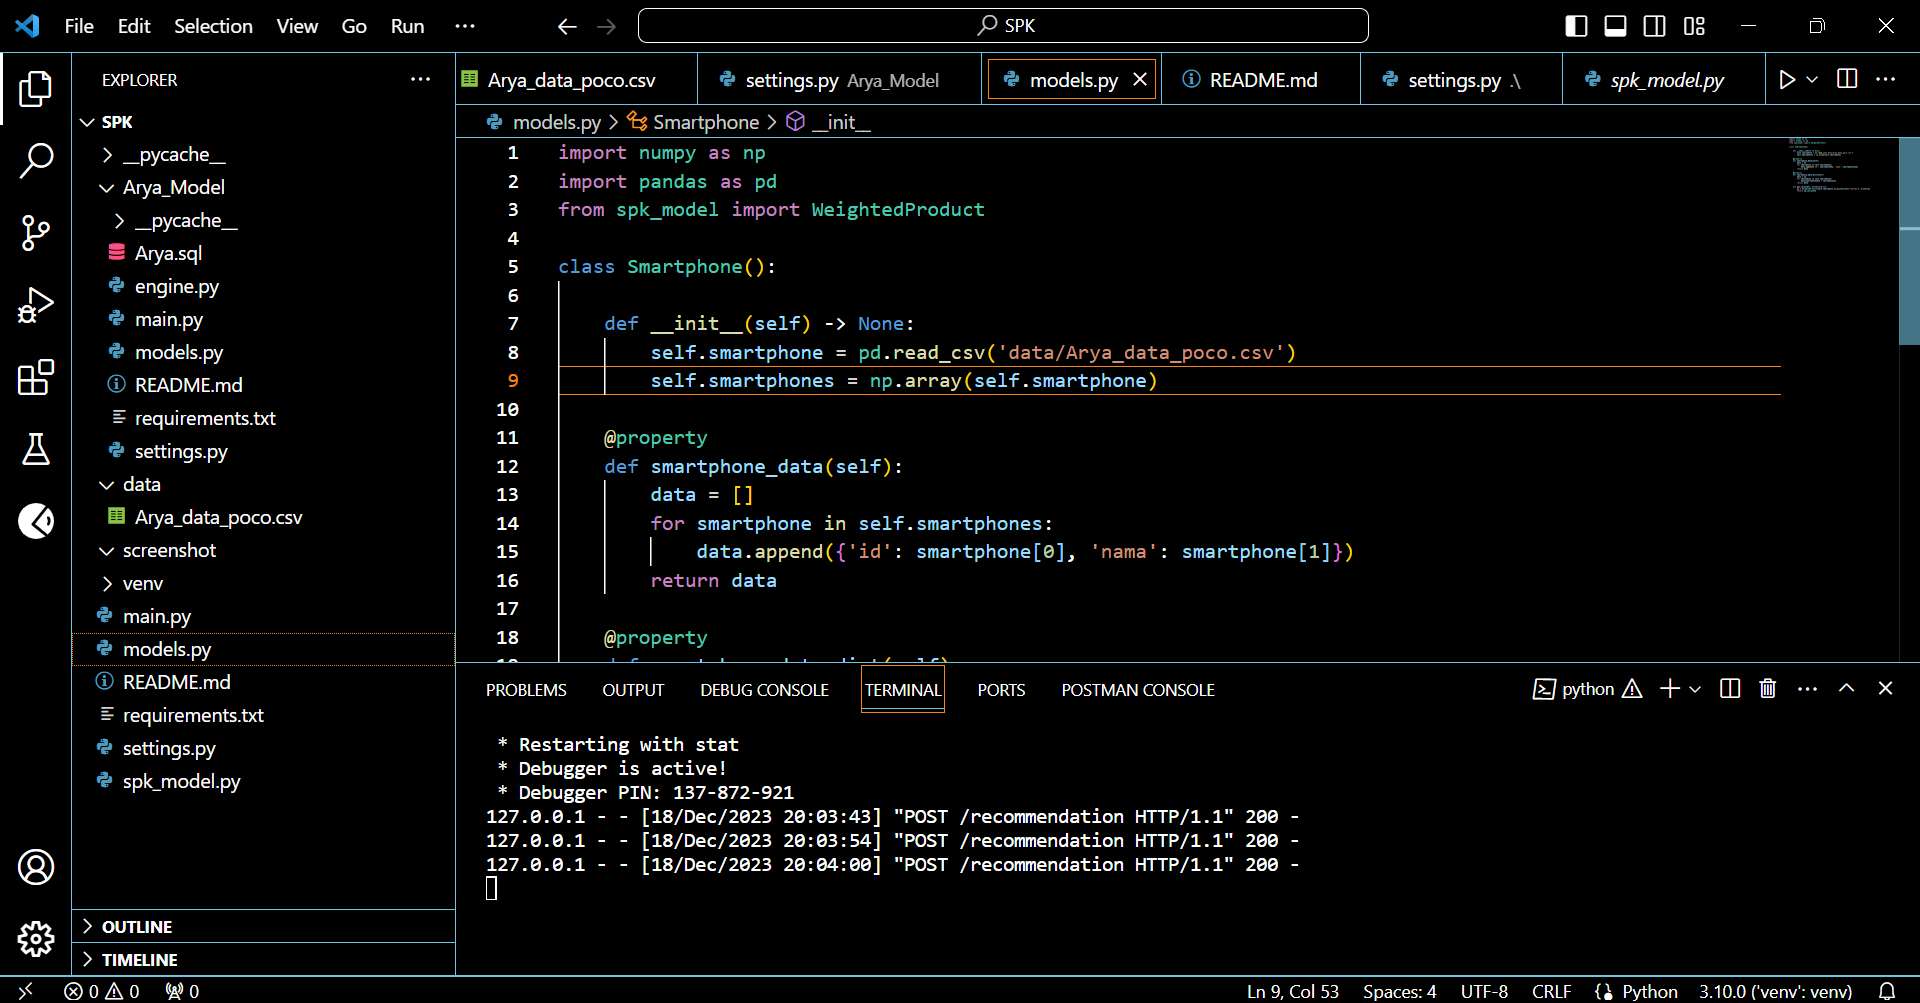 File Edit Selection View Go Run ···
SPK
EXPLORER ···
SPK
__pycache__
Arya_Model
__pycache__
Arya.sql
engine.py
main.py
models.py
README.md
requirements.txt
settings.py
data
Arya_data_poco.csv
screenshot
venv
main.py
models.py
README.md
requirements.txt
settings.py
spk_model.py
OUTLINE
TIMELINE
Arya_data_poco.csv settings.py Arya_Model models.py README.md settings.py .\ spk_model.py
models.py > Smartphone > __init__
1 import numpy as np
2 import pandas as pd
3 from spk_model import WeightedProduct
4
5 class Smartphone():
6
7 def __init__(self) -> None:
8 self.smartphone = pd.read_csv('data/Arya_data_poco.csv')
9 self.smartphones = np.array(self.smartphone)
10
11 @property
12 def smartphone_data(self):
13 data = []
14 for smartphone in self.smartphones:
15 data.append({'id': smartphone[0], 'nama': smartphone[1]})
16 return data
17
18 @property
PROBLEMS OUTPUT DEBUG CONSOLE TERMINAL PORTS POSTMAN CONSOLE python
* Restarting with stat
* Debugger is active!
* Debugger PIN: 137-872-921
127.0.0.1 - - [18/Dec/2023 20:03:43] "POST /recommendation HTTP/1.1" 200 -
127.0.0.1 - - [18/Dec/2023 20:03:54] "POST /recommendation HTTP/1.1" 200 -
127.0.0.1 - - [18/Dec/2023 20:04:00] "POST /recommendation HTTP/1.1" 200 -
0 0 0 Ln 9, Col 53 Spaces: 4 UTF-8 CRLF Python 3.10.0 ('venv': venv)